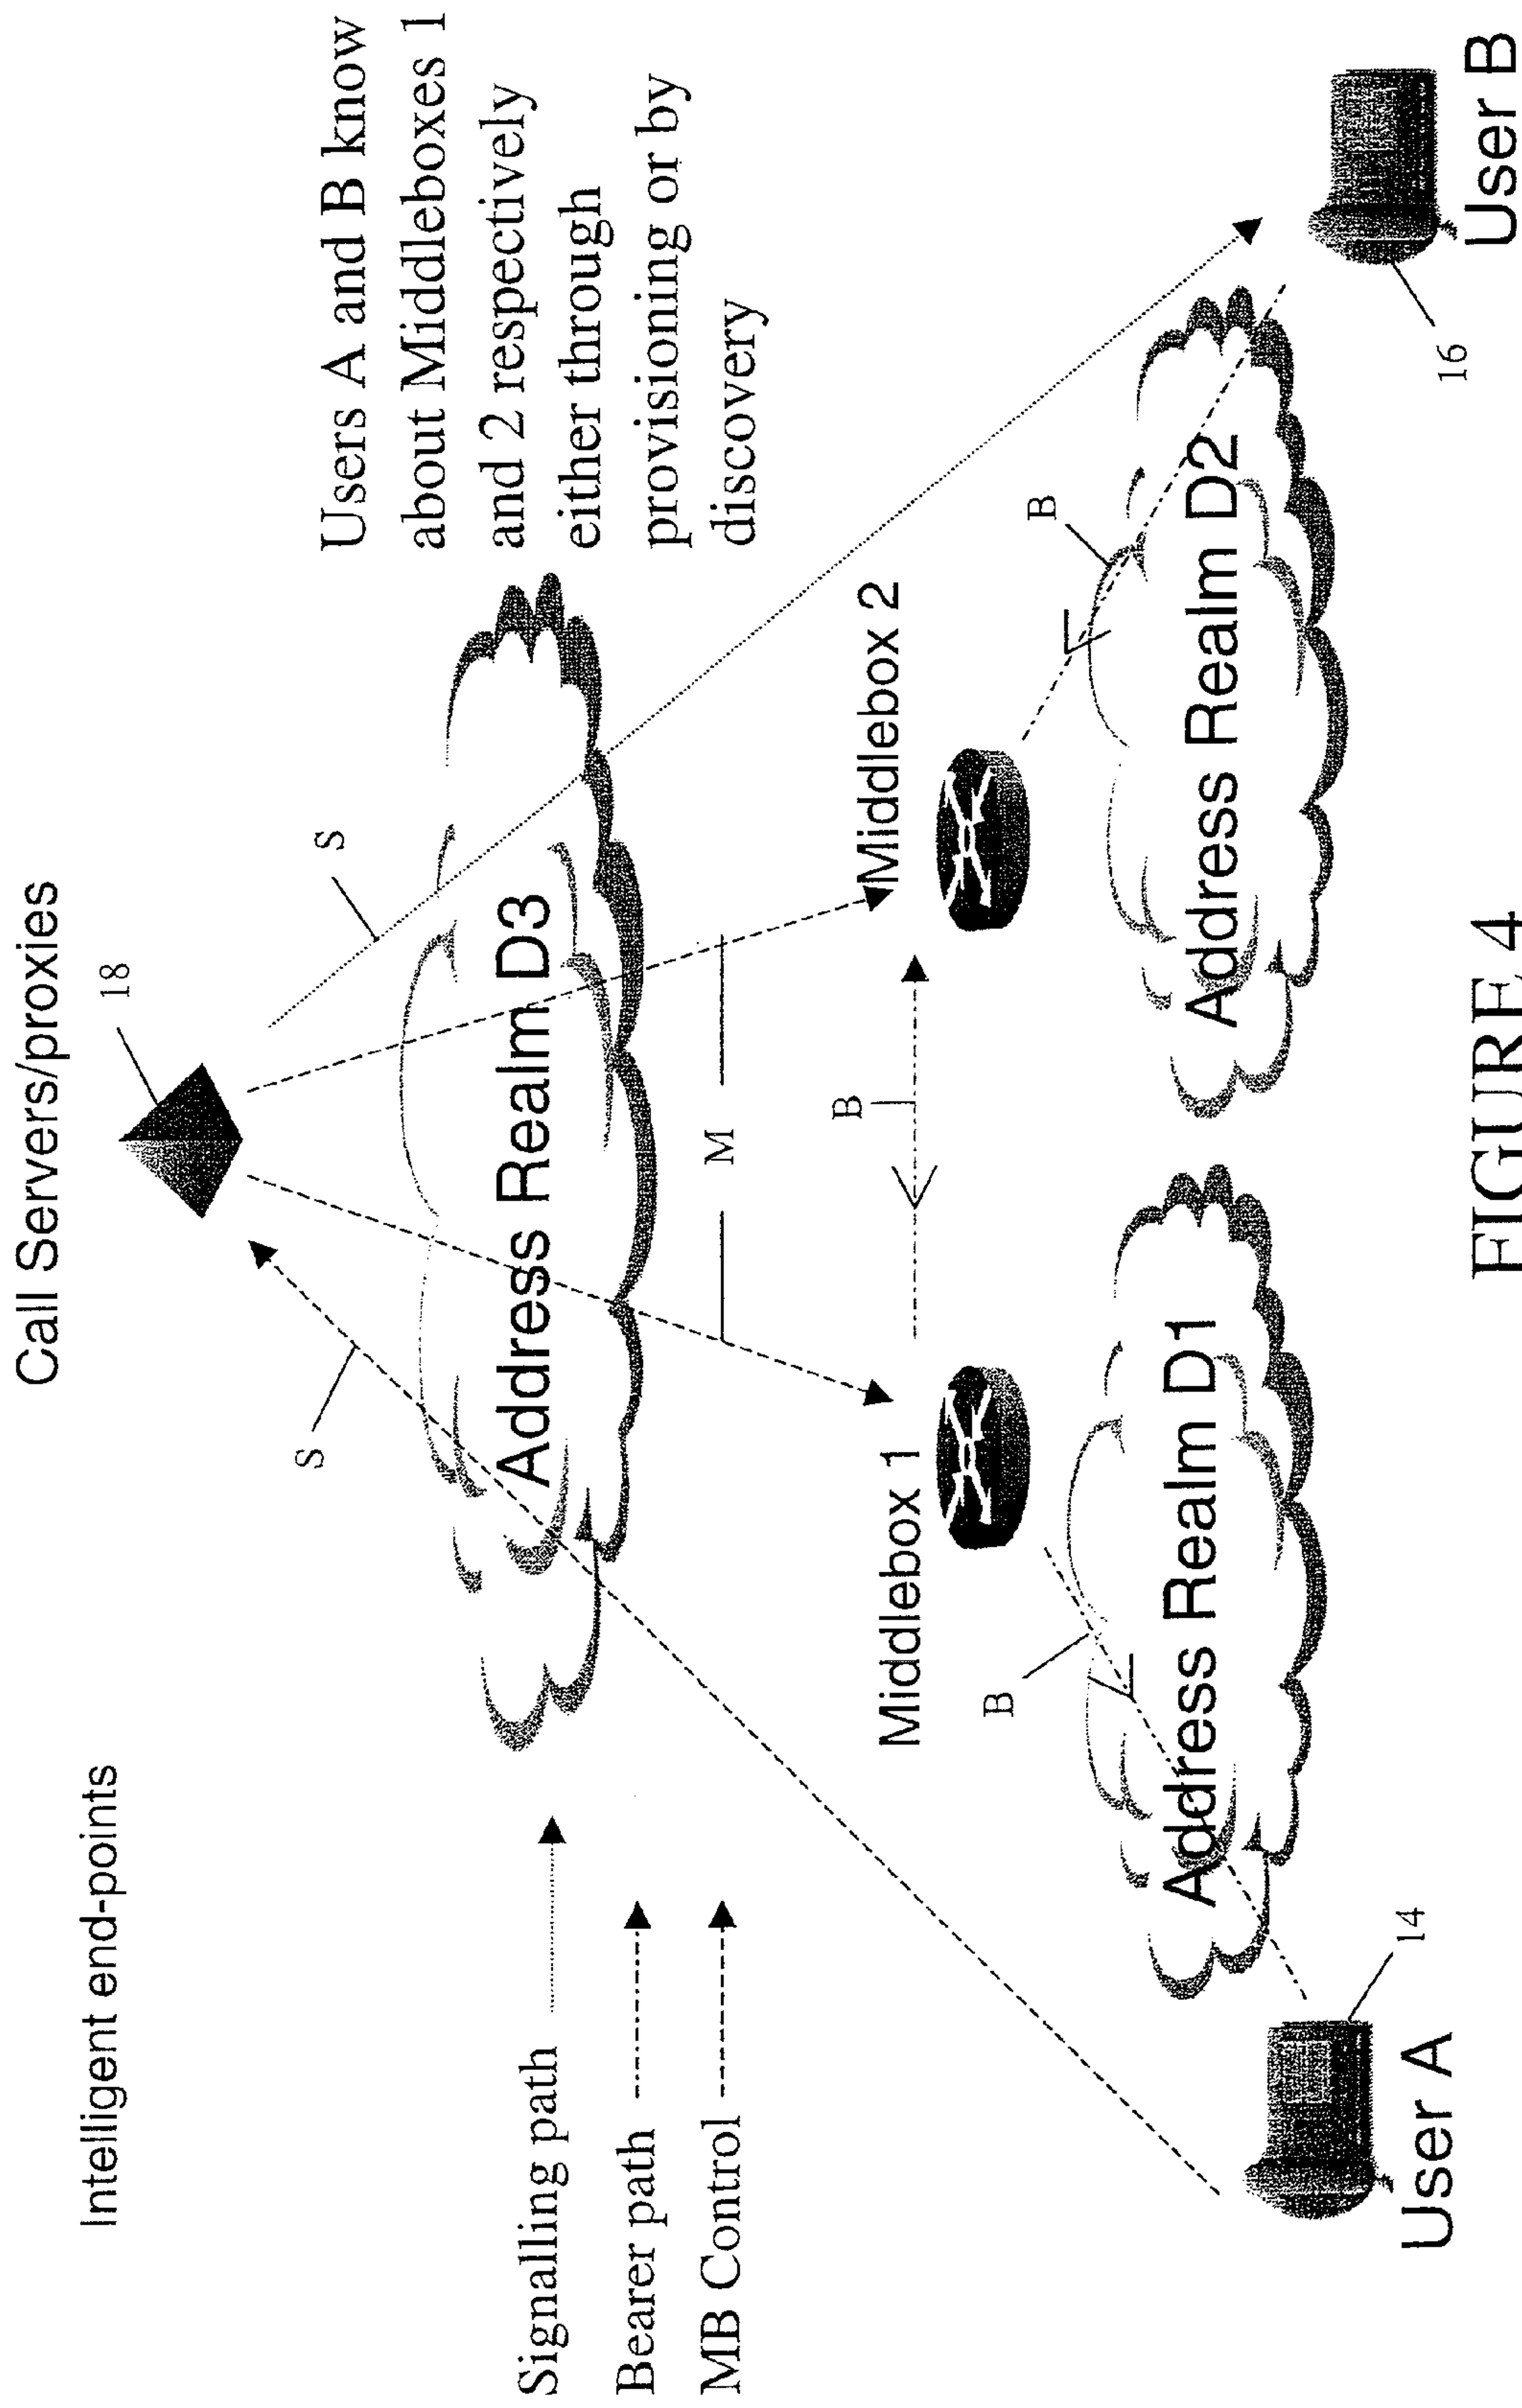 Intelligent end-points
Call Servers/proxies
18
S
S
Users A and B know
about Middleboxes 1
and 2 respectively
either through
provisioning or by
discovery
Signalling path
Bearer path
MB Control
Address Realm D3
M
Middlebox 1
Middlebox 2
B
B
B
Address Realm D1
Address Realm D2
14
16
User A
User B
FIGURE 4